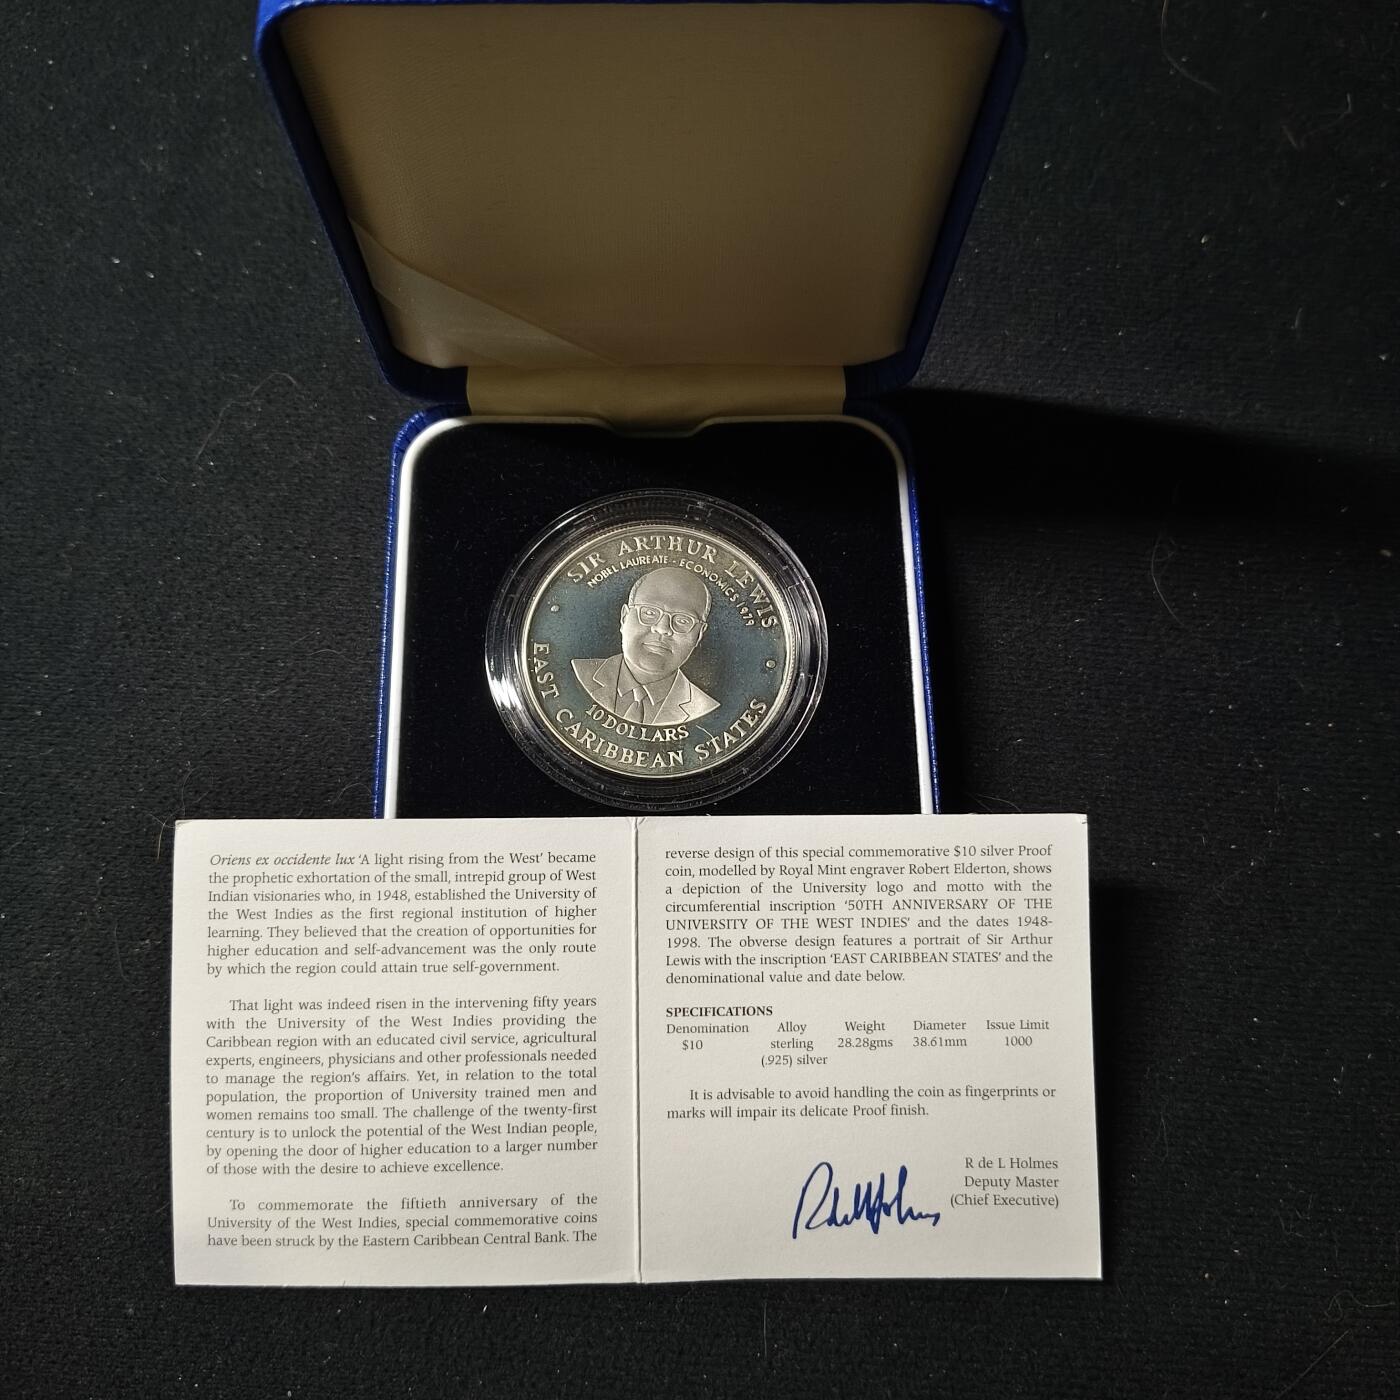 SIR ARTHUR LEWIS
NOBEL LAUREATE - ECONOMICS 1979
10 DOLLARS
EAST CARIBBEAN STATES
Oriens ex occidente lux 'A light rising from the West' became
the prophetic exhortation of the small, intrepid group of West
Indian visionaries who, in 1948, established the University of
the West Indies as the first regional institution of higher
learning. They believed that the creation of opportunities for
higher education and self-advancement was the only route
by which the region could attain true self-government.
That light was indeed risen in the intervening fifty years
with the University of the West Indies providing the
Caribbean region with an educated civil service, agricultural
experts, engineers, physicians and other professionals needed
to manage the region's affairs. Yet, in relation to the total
population, the proportion of University trained men and
women remains too small. The challenge of the twenty-first
century is to unlock the potential of the West Indian people,
by opening the door of higher education to a larger number
of those with the desire to achieve excellence.
To commemorate the fiftieth anniversary of the
University of the West Indies, special commemorative coins
have been struck by the Eastern Caribbean Central Bank. The
reverse design of this special commemorative $10 silver Proof
coin, modelled by Royal Mint engraver Robert Elderton, shows
a depiction of the University logo and motto with the
circumferential inscription '50TH ANNIVERSARY OF THE
UNIVERSITY OF THE WEST INDIES' and the dates 1948-
1998. The obverse design features a portrait of Sir Arthur
Lewis with the inscription 'EAST CARIBBEAN STATES' and the
denominational value and date below.
SPECIFICATIONS
Denomination Alloy Weight Diameter Issue Limit
$10 sterling 28.28gms 38.61mm 1000
(.925) silver
It is advisable to avoid handling the coin as fingerprints or
marks will impair its delicate Proof finish.
R de L Holmes
Deputy Master
(Chief Executive)